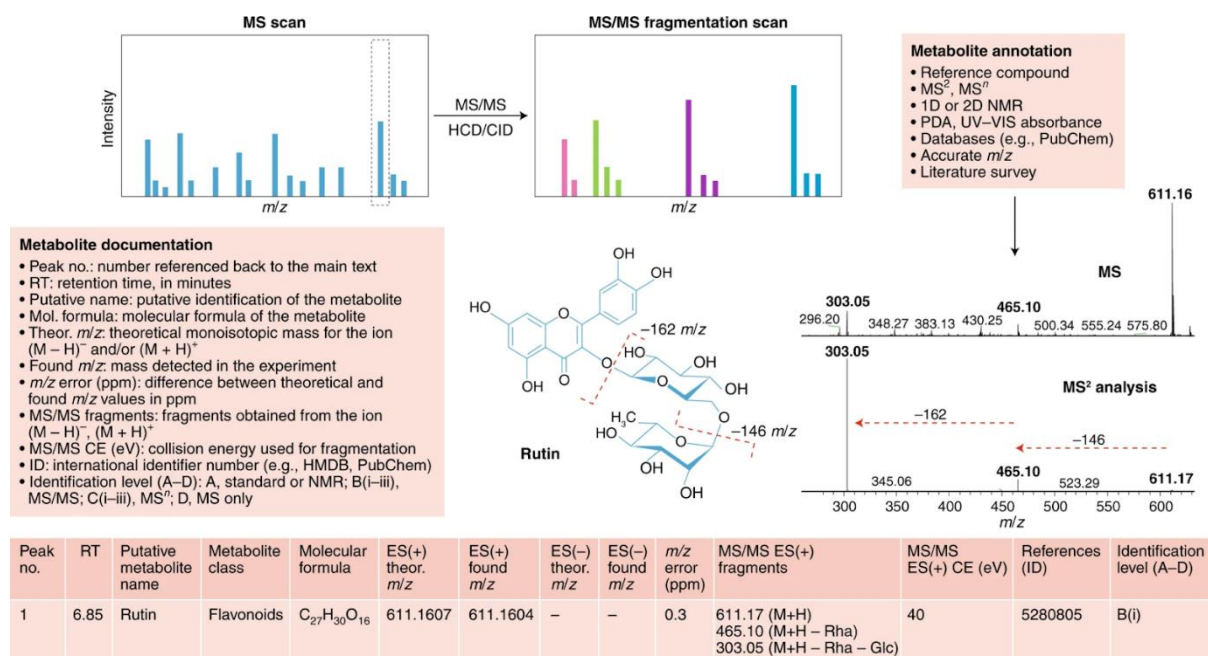 MS scan
Intensity
m/z
MS/MS
HCD/CID
MS/MS fragmentation scan
m/z
Metabolite annotation
• Reference compound
• MS², MSⁿ
• 1D or 2D NMR
• PDA, UV–VIS absorbance
• Databases (e.g., PubChem)
• Accurate m/z
• Literature survey
Metabolite documentation
• Peak no.: number referenced back to the main text
• RT: retention time, in minutes
• Putative name: putative identification of the metabolite
• Mol. formula: molecular formula of the metabolite
• Theor. m/z: theoretical monoisotopic mass for the ion
(M – H)⁻ and/or (M + H)⁺
• Found m/z: mass detected in the experiment
• m/z error (ppm): difference between theoretical and
found m/z values in ppm
• MS/MS fragments: fragments obtained from the ion
(M – H)⁻, (M + H)⁺
• MS/MS CE (eV): collision energy used for fragmentation
• ID: international identifier number (e.g., HMDB, PubChem)
• Identification level (A–D): A, standard or NMR; B(i–iii),
MS/MS; C(i–iii), MSⁿ; D, MS only
OH
OH
HO
O
OH
O
O
–162 m/z
HO
OH
O
OH
O
–146 m/z
H₃C
O
HO
OH
OH
Rutin
611.16
MS
303.05
465.10
296.20
348.27
383.13
430.25
500.34
555.24
575.80
303.05
MS² analysis
–162
–146
465.10
611.17
345.06
523.29
300
350
400
450
500
550
600
m/z
Peak no.
RT
Putative metabolite name
Metabolite class
Molecular formula
ES(+) theor. m/z
ES(+) found m/z
ES(–) theor. m/z
ES(–) found m/z
m/z error (ppm)
MS/MS ES(+) fragments
MS/MS ES(+) CE (eV)
References (ID)
Identification level (A–D)
1
6.85
Rutin
Flavonoids
C₂₇H₃₀O₁₆
611.1607
611.1604
–
–
0.3
611.17 (M+H)
465.10 (M+H – Rha)
303.05 (M+H – Rha – Glc)
40
5280805
B(i)